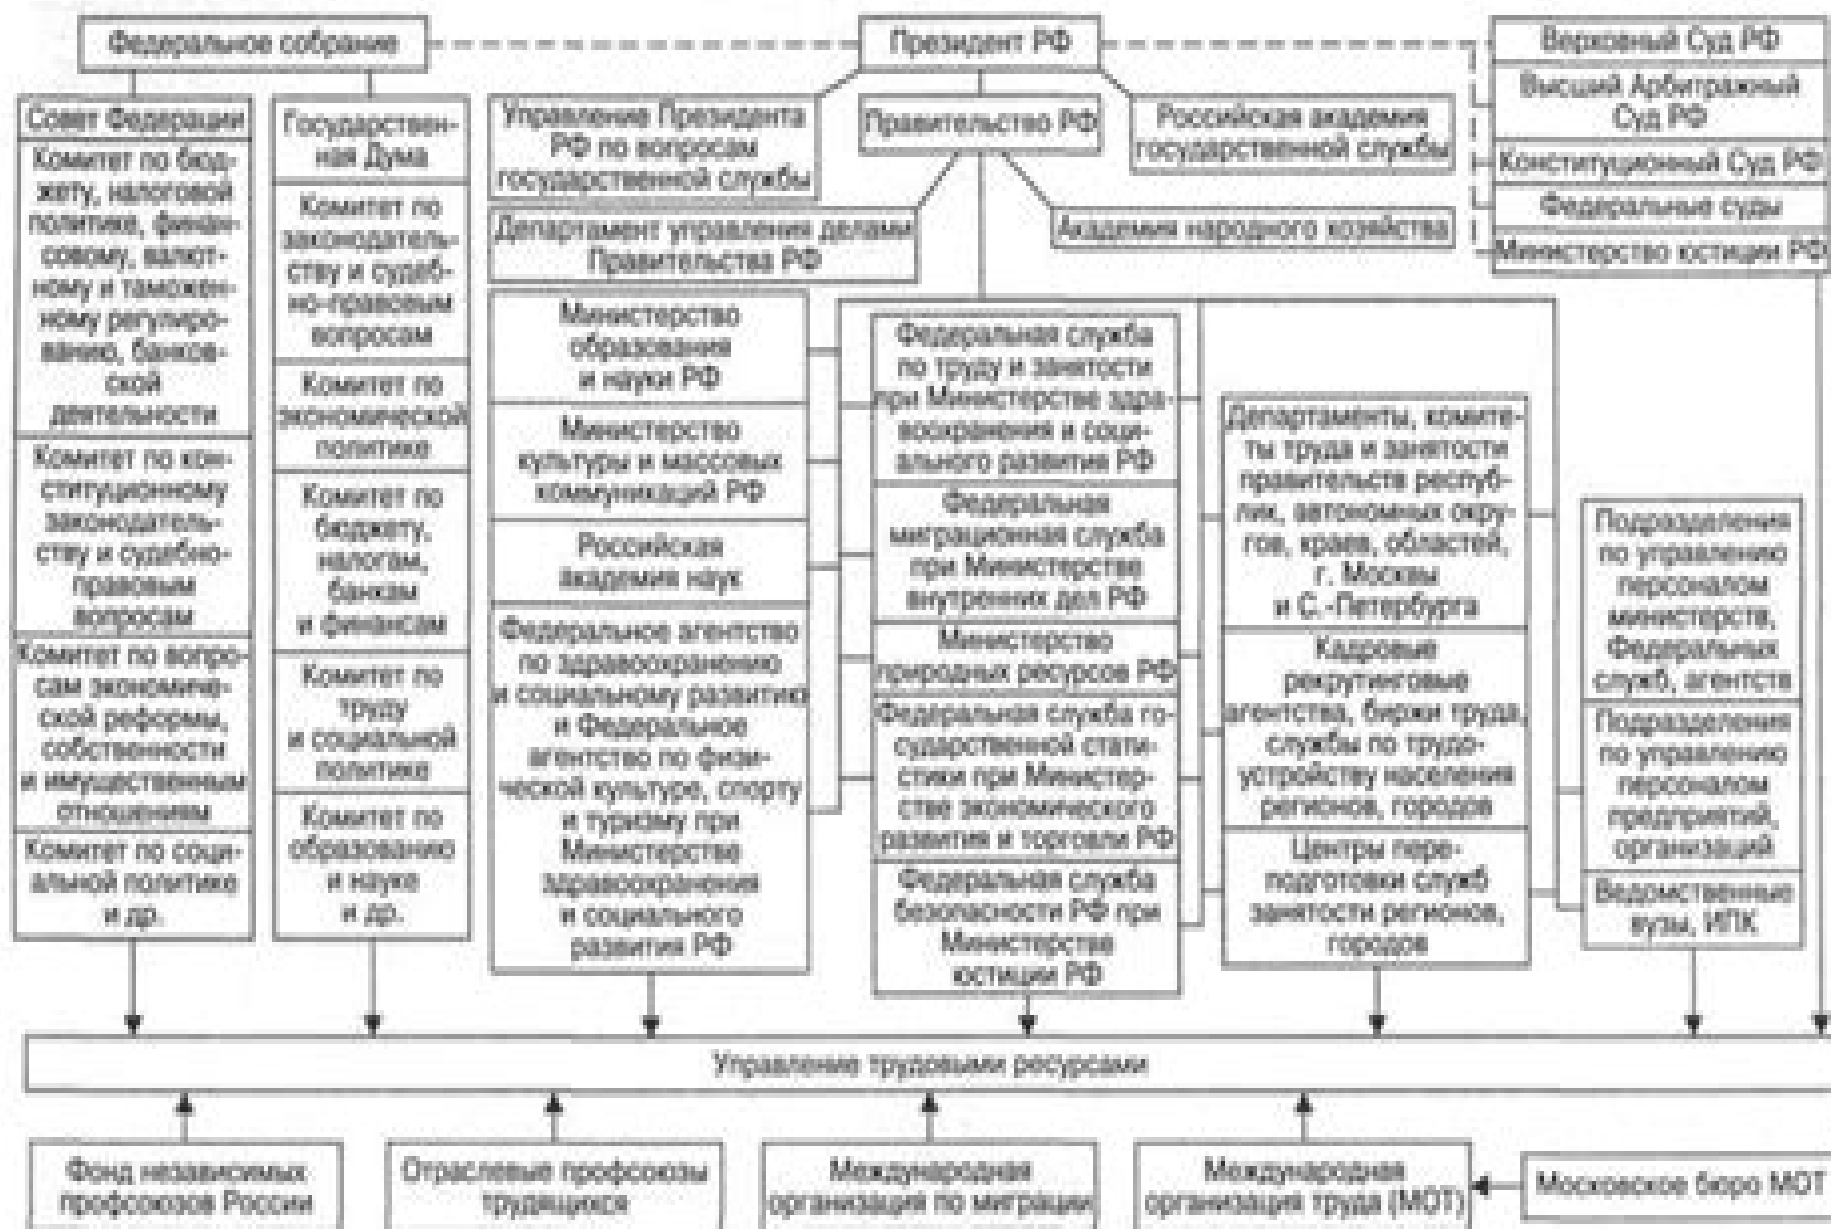 Федеральное собрание
Президент РФ
Верховный Суд РФ
Высший Арбитражный
Суд РФ
Конституционный Суд РФ
Федеральные суды
Министерство юстиции РФ
Совет Федерации
Комитет по бюд-
жету, налоговой
политике, финан-
совому, валют-
ному и таможен-
ному регулиро-
ванию, банков-
ской
деятельности
Комитет по кон-
ституционному
законодатель-
ству и судебно-
правовым
вопросам
Комитет по вопро-
сам экономиче-
ской реформы,
собственности
и имущественным
отношениям
Комитет по соци-
альной политике
и др.
Государствен-
ная Дума
Комитет по
законодатель-
ству и судеб-
но-правовым
вопросам
Комитет по
экономической
политике
Комитет по
бюджету,
налогам,
банкам
и финансам
Комитет по
труду
и социальной
политике
Комитет по
образованию
и науке
и др.
Управление Президента
РФ по вопросам
государственной службы
Правительство РФ
Российская академия
государственной службы
Департамент управления делами
Правительства РФ
Академия народного хозяйства
Министерство
образования
и науки РФ
Министерство
культуры и массовых
коммуникаций РФ
Российская
академия наук
Федеральное агентство
по здравоохранению
и социальному развитию
и Федеральное
агентство по физи-
ческой культуре, спорту
и туризму при
Министерстве
здравоохранения
и социального
развития РФ
Федеральная служба
по труду и занятости
при Министерстве здра-
воохранения и соци-
ального развития РФ
Федеральная
миграционная служба
при Министерстве
внутренних дел РФ
Министерство
природных ресурсов РФ
Федеральная служба го-
сударственной стати-
стики при Министер-
стве экономического
развития и торговли РФ
Федеральная служба
безопасности РФ при
Министерстве
юстиции РФ
Департаменты, комите-
ты труда и занятости
правительств респуб-
лик, автономных окру-
гов, краев, областей,
г. Москвы
и С.-Петербурга
Кадровые
рекрутинговые
агентства, биржи труда,
службы по трудо-
устройству населения
регионов, городов
Центры пере-
подготовки служб
занятости регионов,
городов
Подразделения
по управлению
персоналом
министерств,
Федеральных
служб, агентств
Подразделения
по управлению
персоналом
предприятий,
организаций
Ведомственные
вузы, ИПК
Управление трудовыми ресурсами
Фонд независимых
профсоюзов России
Отраслевые профсоюзы
трудящихся
Международная
организация по миграции
Международная
организация труда (МОТ)
Московское бюро МОТ